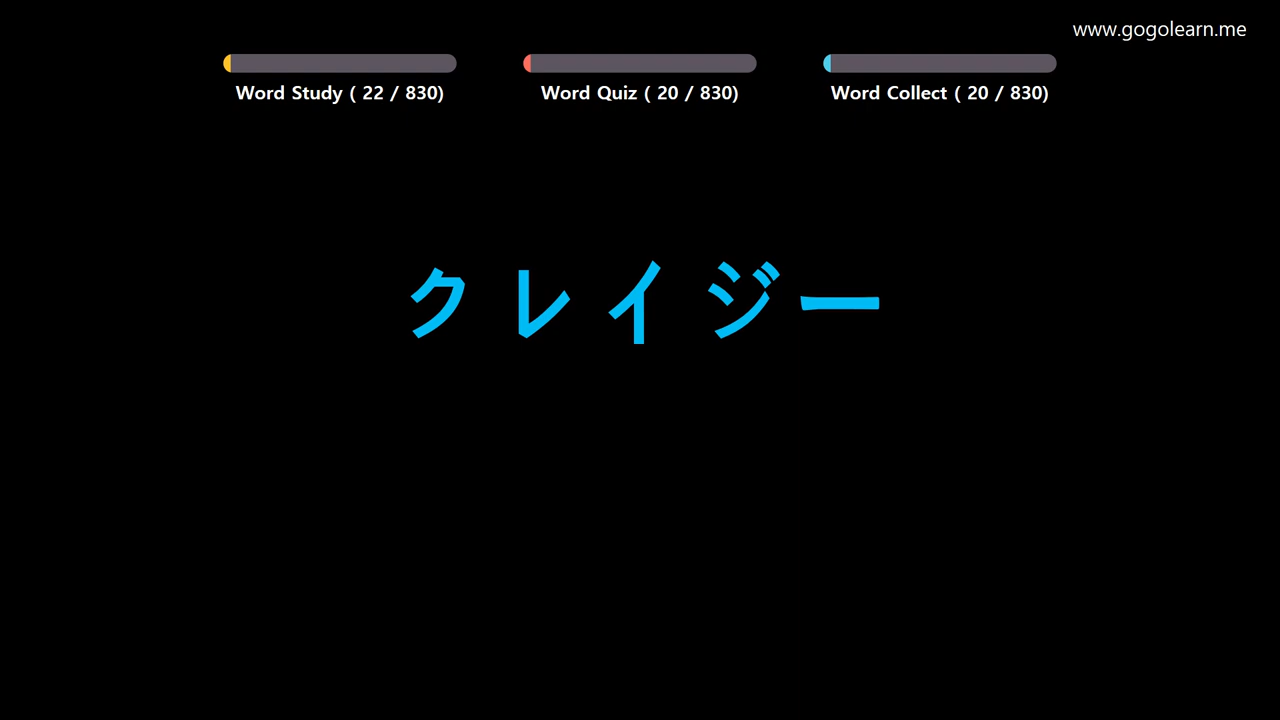 www.gogolearn.me
Word Study ( 22 / 830)
Word Quiz ( 20 / 830)
Word Collect ( 20 / 830)
クレイジー